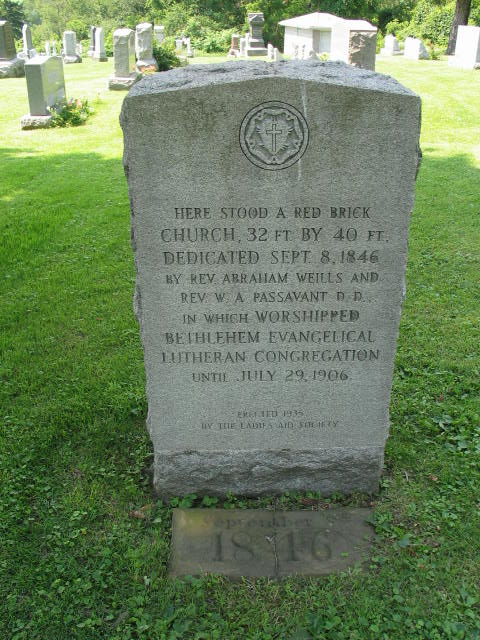 HERE STOOD A RED BRICK
CHURCH, 32 FT. BY 40 FT.
DEDICATED SEPT. 8, 1846
BY REV. ABRAHAM WEILLS AND
REV. W. A. PASSAVANT D. D.,
IN WHICH WORSHIPPED
BETHLEHEM EVANGELICAL
LUTHERAN CONGREGATION
UNTIL JULY 29, 1906.
ERECTED 1935
BY THE LADIES AID SOCIETY
September
1846